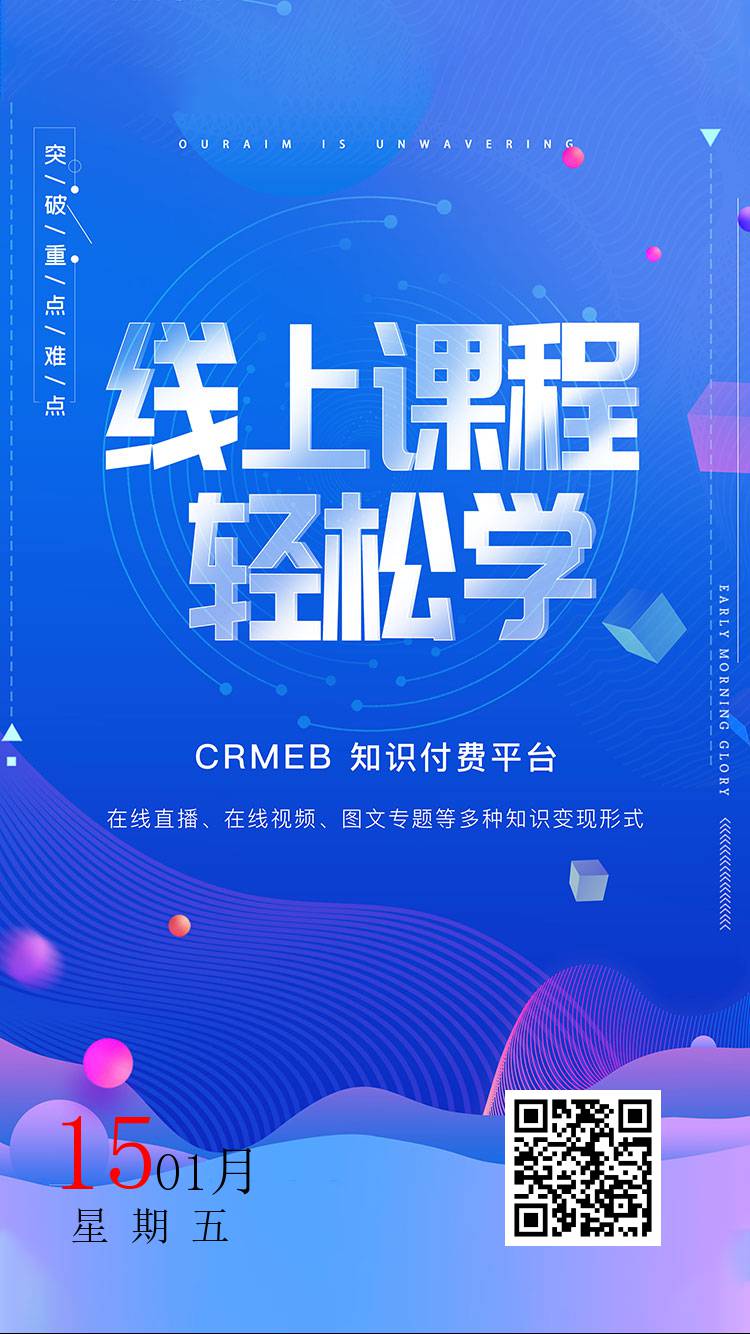 OURAIM IS UNWAVERING
突/破/重/点/难/点
线上课程
轻松学
EARLY MORNING GLORY
CRMEB 知识付费平台
在线直播、在线视频、图文专题等多种知识变现形式
15 01月
星期五